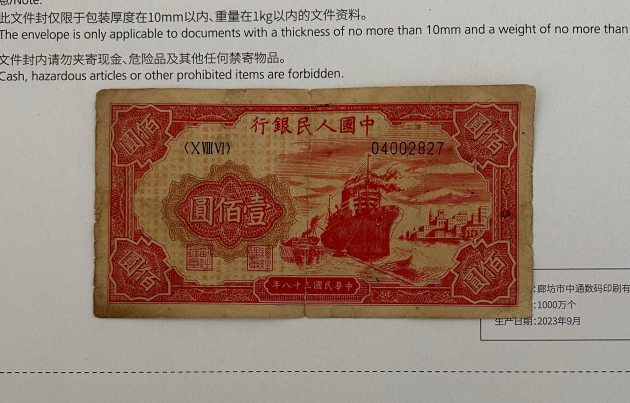 此文件封仅限于包装厚度在10mm以内、重量在1kg以内的文件资料。
The envelope is only applicable to documents with a thickness of no more than 10mm and a weight of no more than
文件封内请勿夹寄现金、危险品及其他任何禁寄物品。
Cash, hazardous articles or other prohibited items are forbidden.
佰圓
行銀民人國中
佰圓
〈X VIII VI〉
04002827
圓佰壹
佰圓
年八十三國民華中
佰圓
:廊坊市中通数码印刷有
:1000万个
生产日期:2023年9月